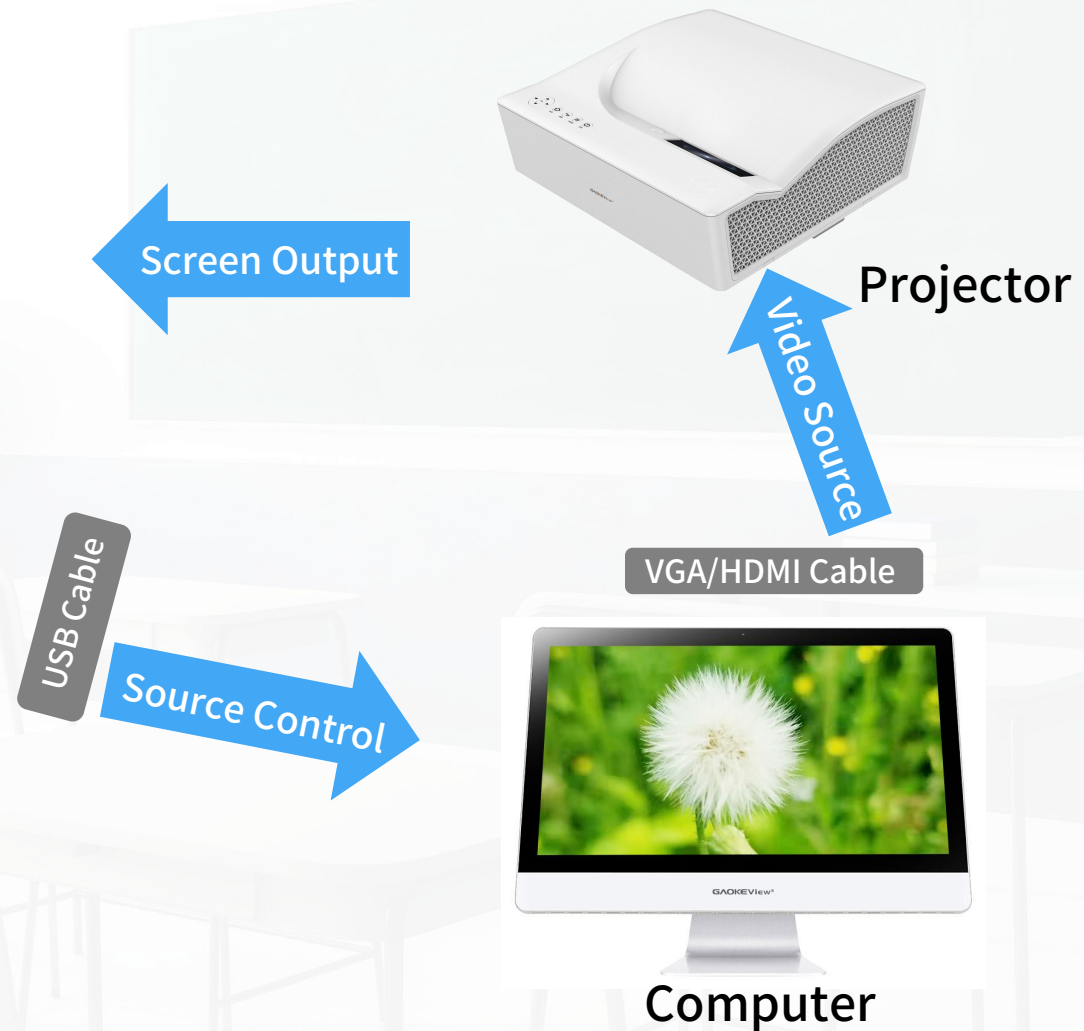 Screen Output
Projector
Video Source
USB Cable
VGA/HDMI Cable
Source Control
GAOKEView®
Computer